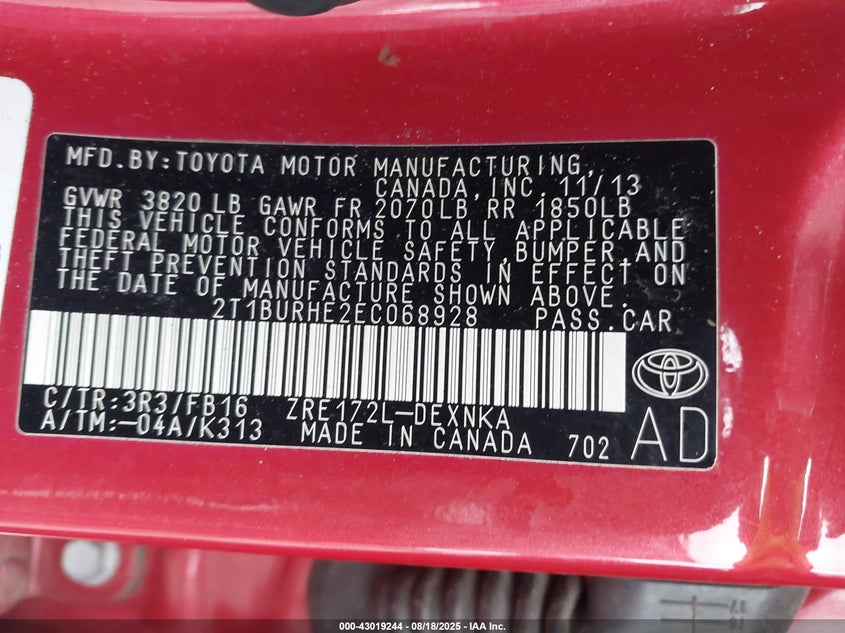 MFD.BY:TOYOTA MOTOR MANUFACTURING,
CANADA,INC. 11/13
GVWR 3820 LB GAWR FR 2070LB RR 1850LB
THIS VEHICLE CONFORMS TO ALL APPLICABLE
FEDERAL MOTOR VEHICLE SAFETY,BUMPER,AND
THEFT PREVENTION STANDARDS IN EFFECT ON
THE DATE OF MANUFACTURE SHOWN ABOVE.
2T1BURHE2EC068928 PASS.CAR
C/TR:3R3/FB16 ZRE172L-DEXNKA
A/TM:-04A/K313 MADE IN CANADA 702 AD
17
000-43019244 - 08/18/2025 - IAA Inc.